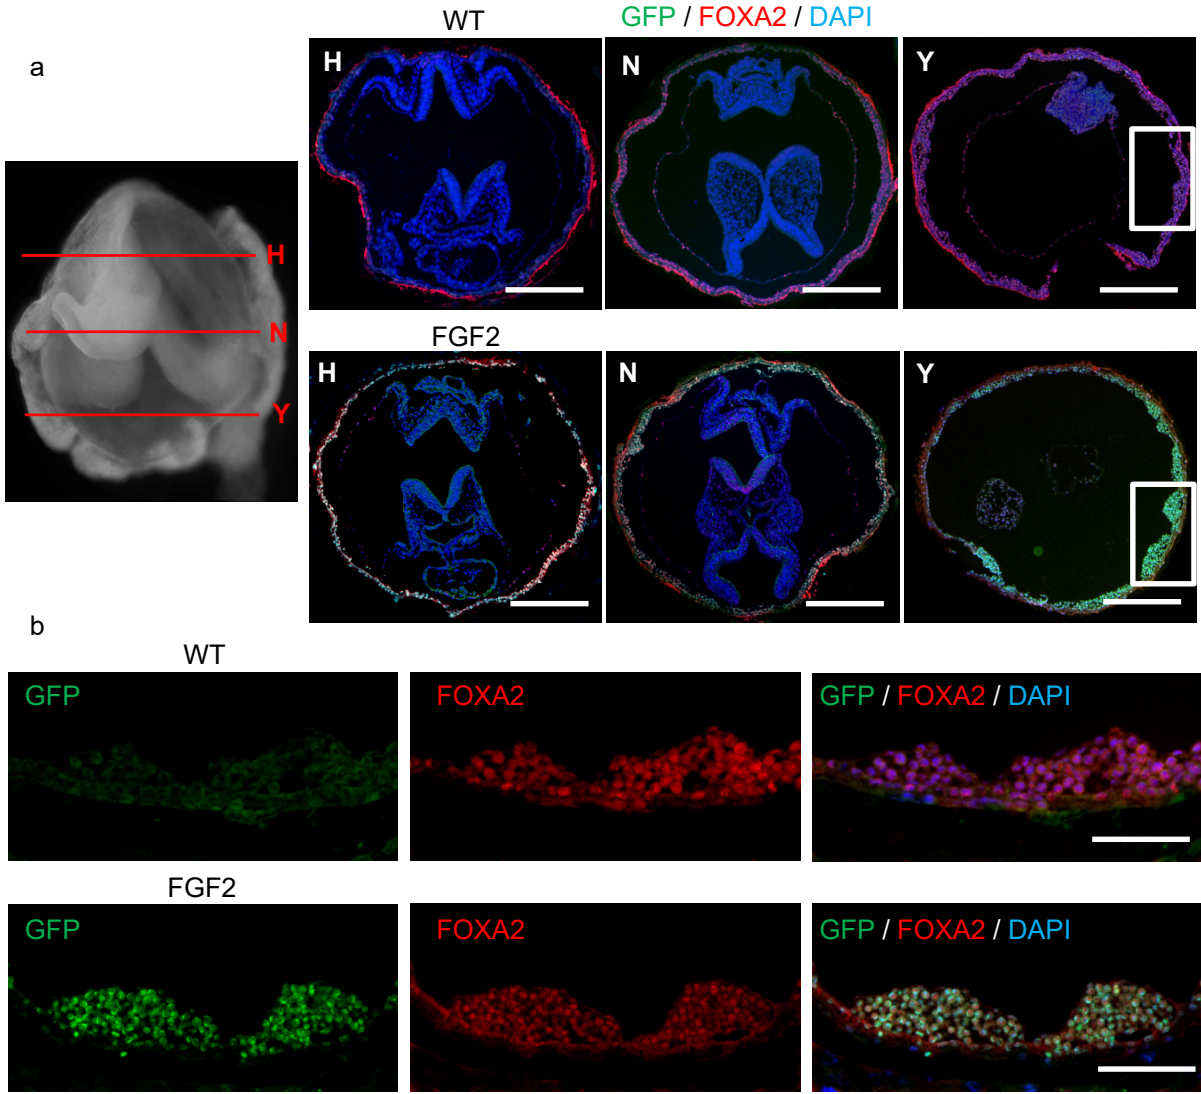 a
WT
GFP / FOXA2 / DAPI
H
N
Y
H
N
Y
FGF2
H
N
Y
b
WT
GFP
FOXA2
GFP / FOXA2 / DAPI
FGF2
GFP
FOXA2
GFP / FOXA2 / DAPI